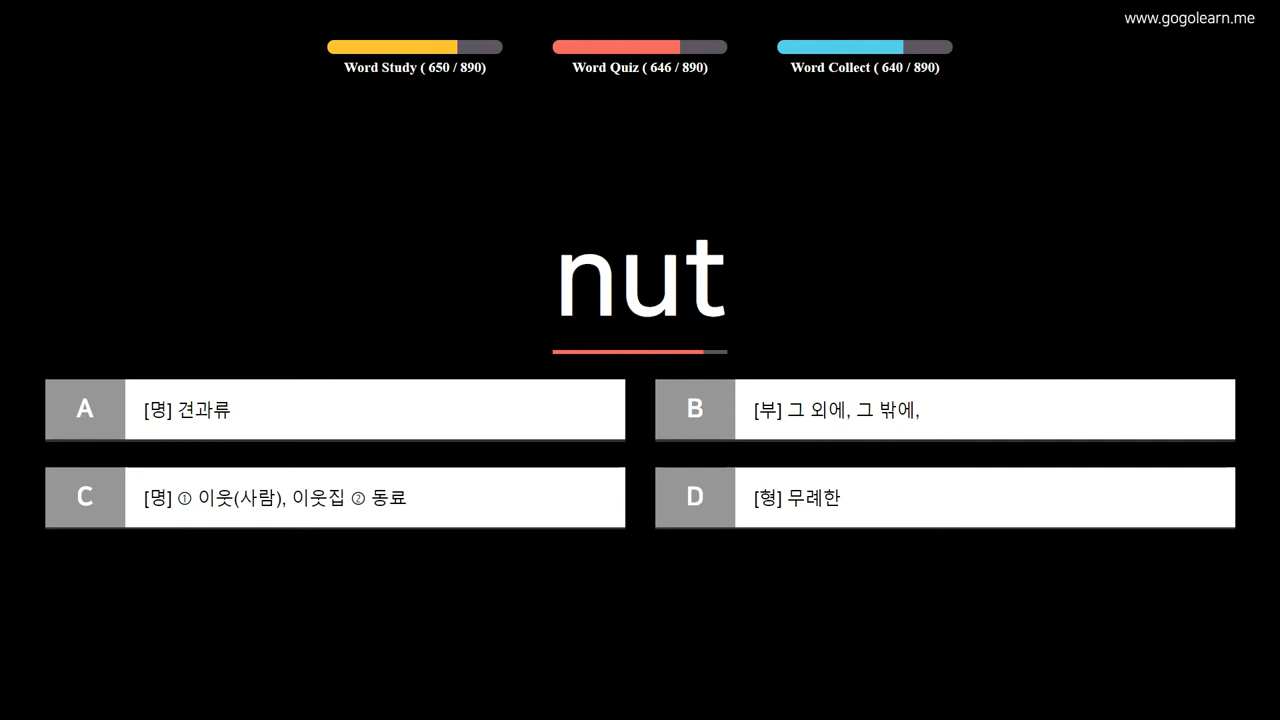 www.gogolearn.me
Word Study ( 650 / 890)
Word Quiz ( 646 / 890)
Word Collect ( 640 / 890)
nut
A [명] 견과류
B [부] 그 외에, 그 밖에,
C [명] ① 이웃(사람), 이웃집 ② 동료
D [형] 무례한